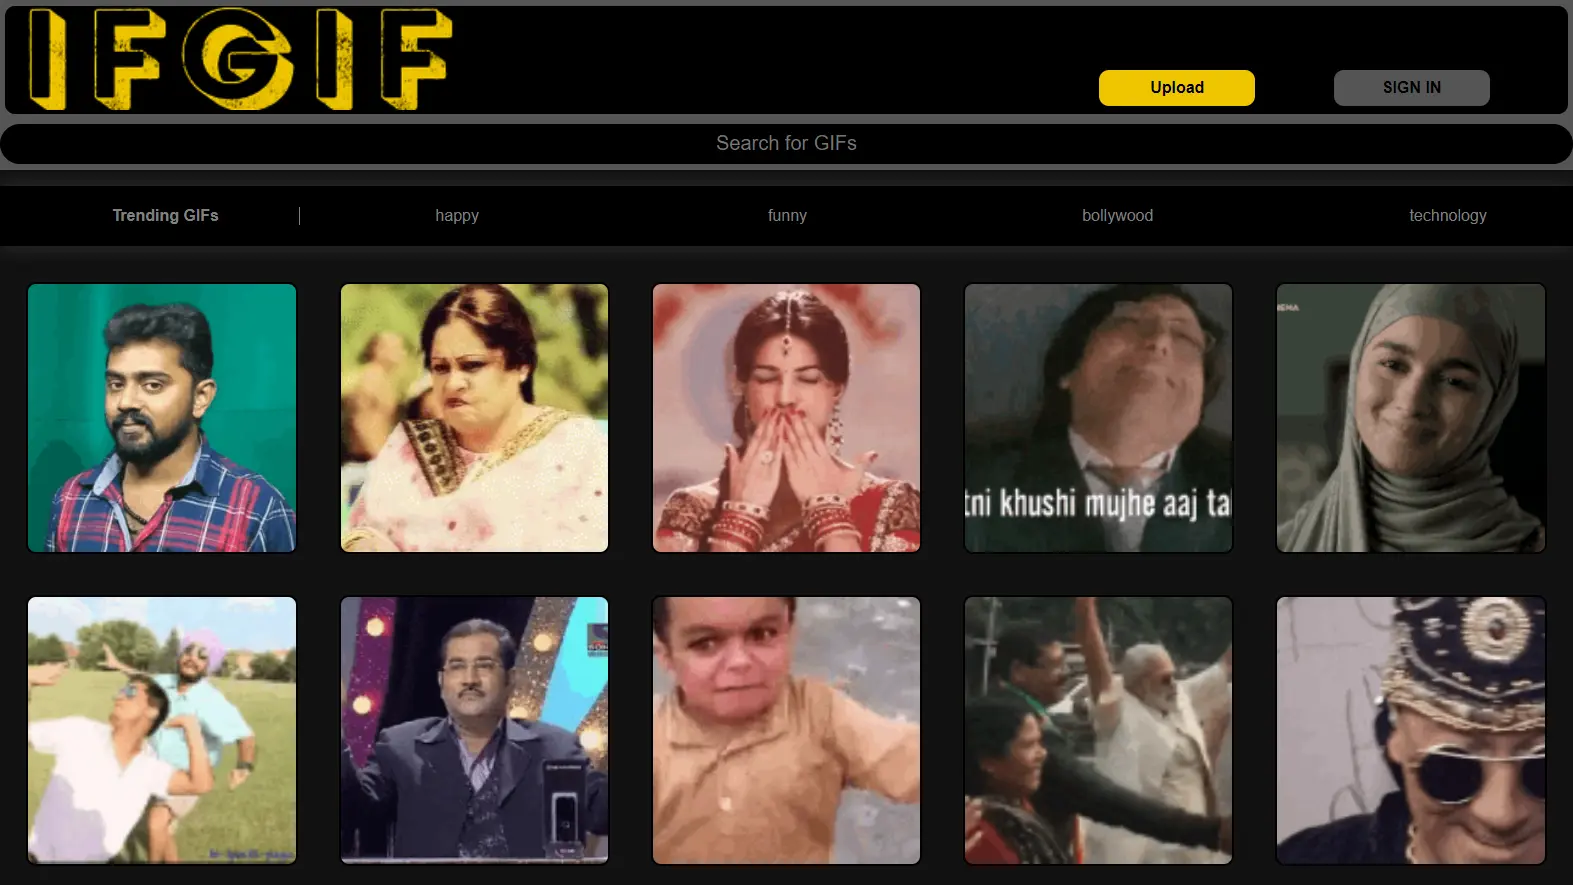 IFGIF
Upload
SIGN IN
Search for GIFs
Trending GIFs
happy
funny
bollywood
technology
tni khushi mujhe aaj ta